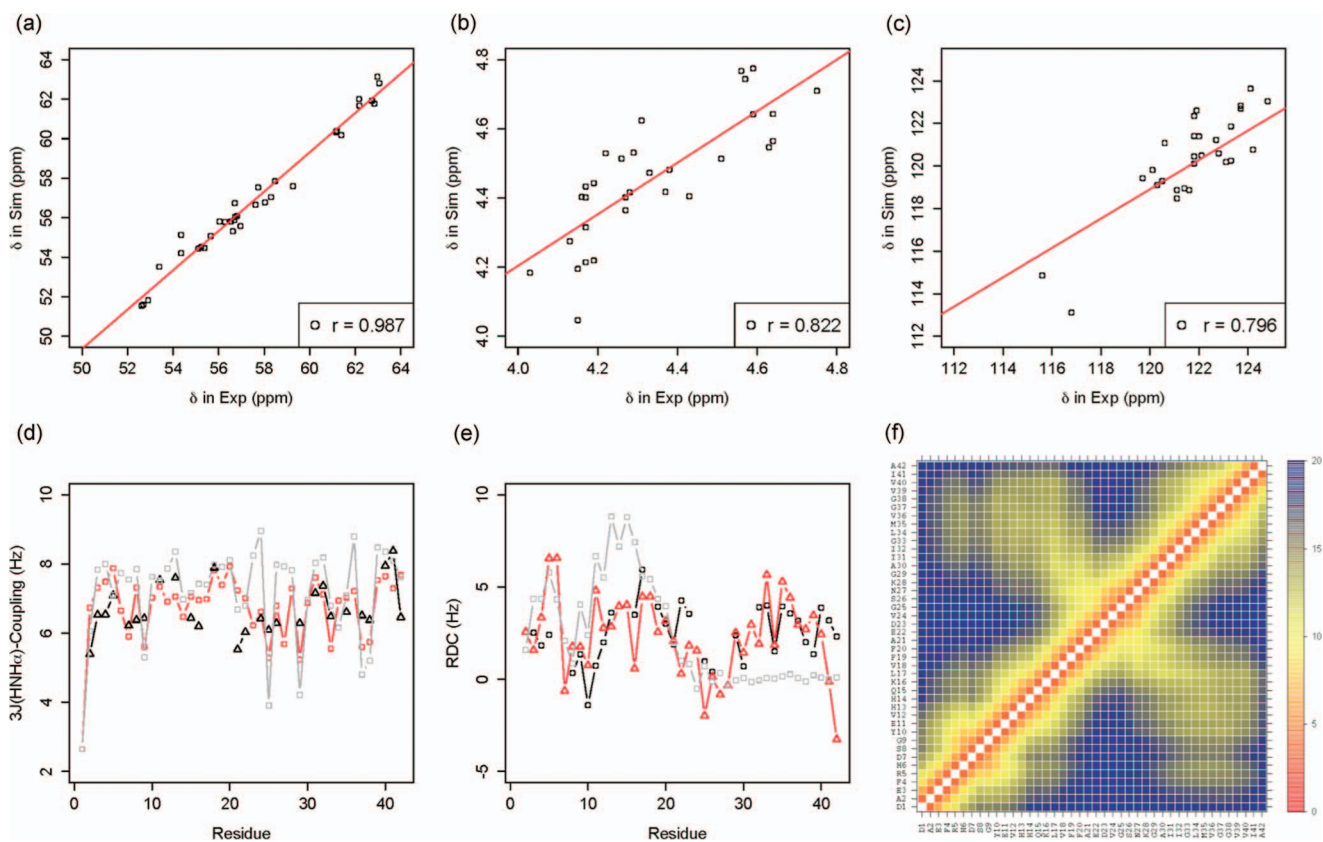 (a)
64
62
60
58
56
54
52
50
δ in Sim (ppm)
r = 0.987
50 52 54 56 58 60 62 64
δ in Exp (ppm)
(b)
4.8
4.6
4.4
4.2
4.0
δ in Sim (ppm)
r = 0.822
4.0 4.2 4.4 4.6 4.8
δ in Exp (ppm)
(c)
124
122
120
118
116
114
112
δ in Sim (ppm)
r = 0.796
112 114 116 118 120 122 124
δ in Exp (ppm)
(d)
10
8
6
4
2
3J(HNHα)-Coupling (Hz)
0 10 20 30 40
Residue
(e)
10
5
0
-5
RDC (Hz)
0 10 20 30 40
Residue
(f)
A42
I41
V40
V39
G38
G37
V36
M35
L34
G33
I32
I31
A30
G29
K28
N27
S26
G25
V24
D23
E22
A21
F20
F19
V18
L17
K16
Q15
H14
H13
V12
E11
Y10
G9
S8
D7
H6
R5
F4
E3
A2
D1
D1 A2 E3 F4 R5 H6 D7 S8 G9 Y10 E11 V12 H13 H14 Q15 K16 L17 V18 F19 F20 A21 E22 D23 V24 G25 S26 N27 K28 G29 A30 I31 I32 G33 L34 M35 V36 G37 G38 V39 V40 I41 A42
20
15
10
5
0